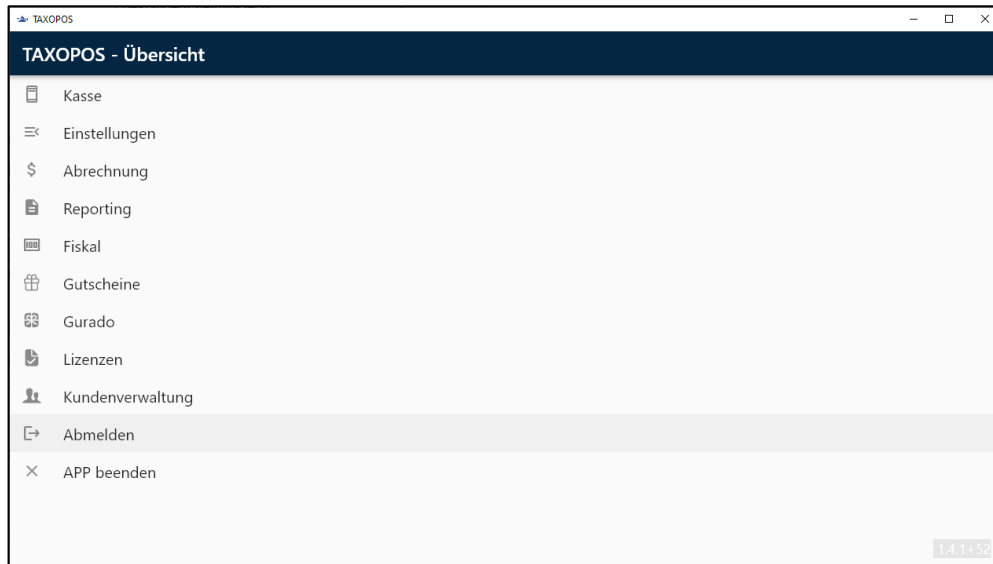 TAXOPOS
TAXOPOS - Übersicht
Kasse
Einstellungen
Abrechnung
Reporting
Fiskal
Gutscheine
Gurado
Lizenzen
Kundenverwaltung
Abmelden
APP beenden
1.4.1+52